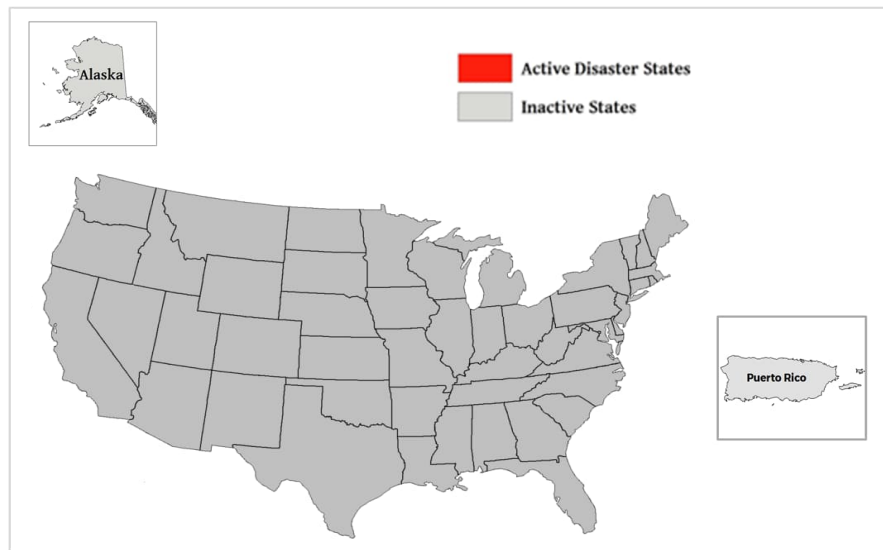 Alaska
Active Disaster States
Inactive States
Puerto Rico